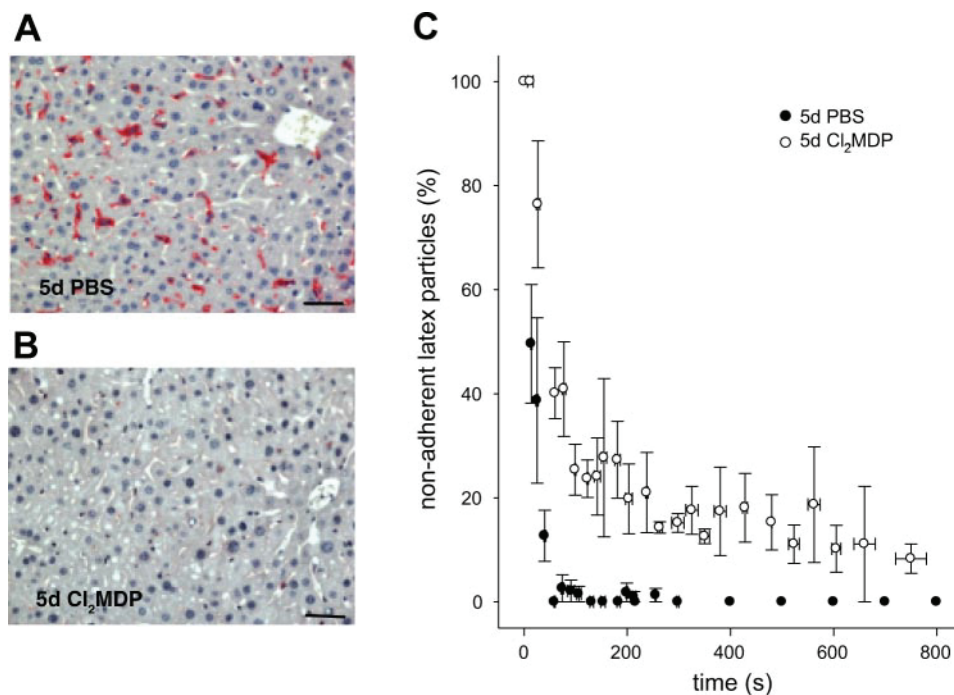 A
5d PBS
B
5d Cl₂MDP
C
non-adherent latex particles (%)
100
80
60
40
20
0
5d PBS
5d Cl₂MDP
0
200
400
600
800
time (s)